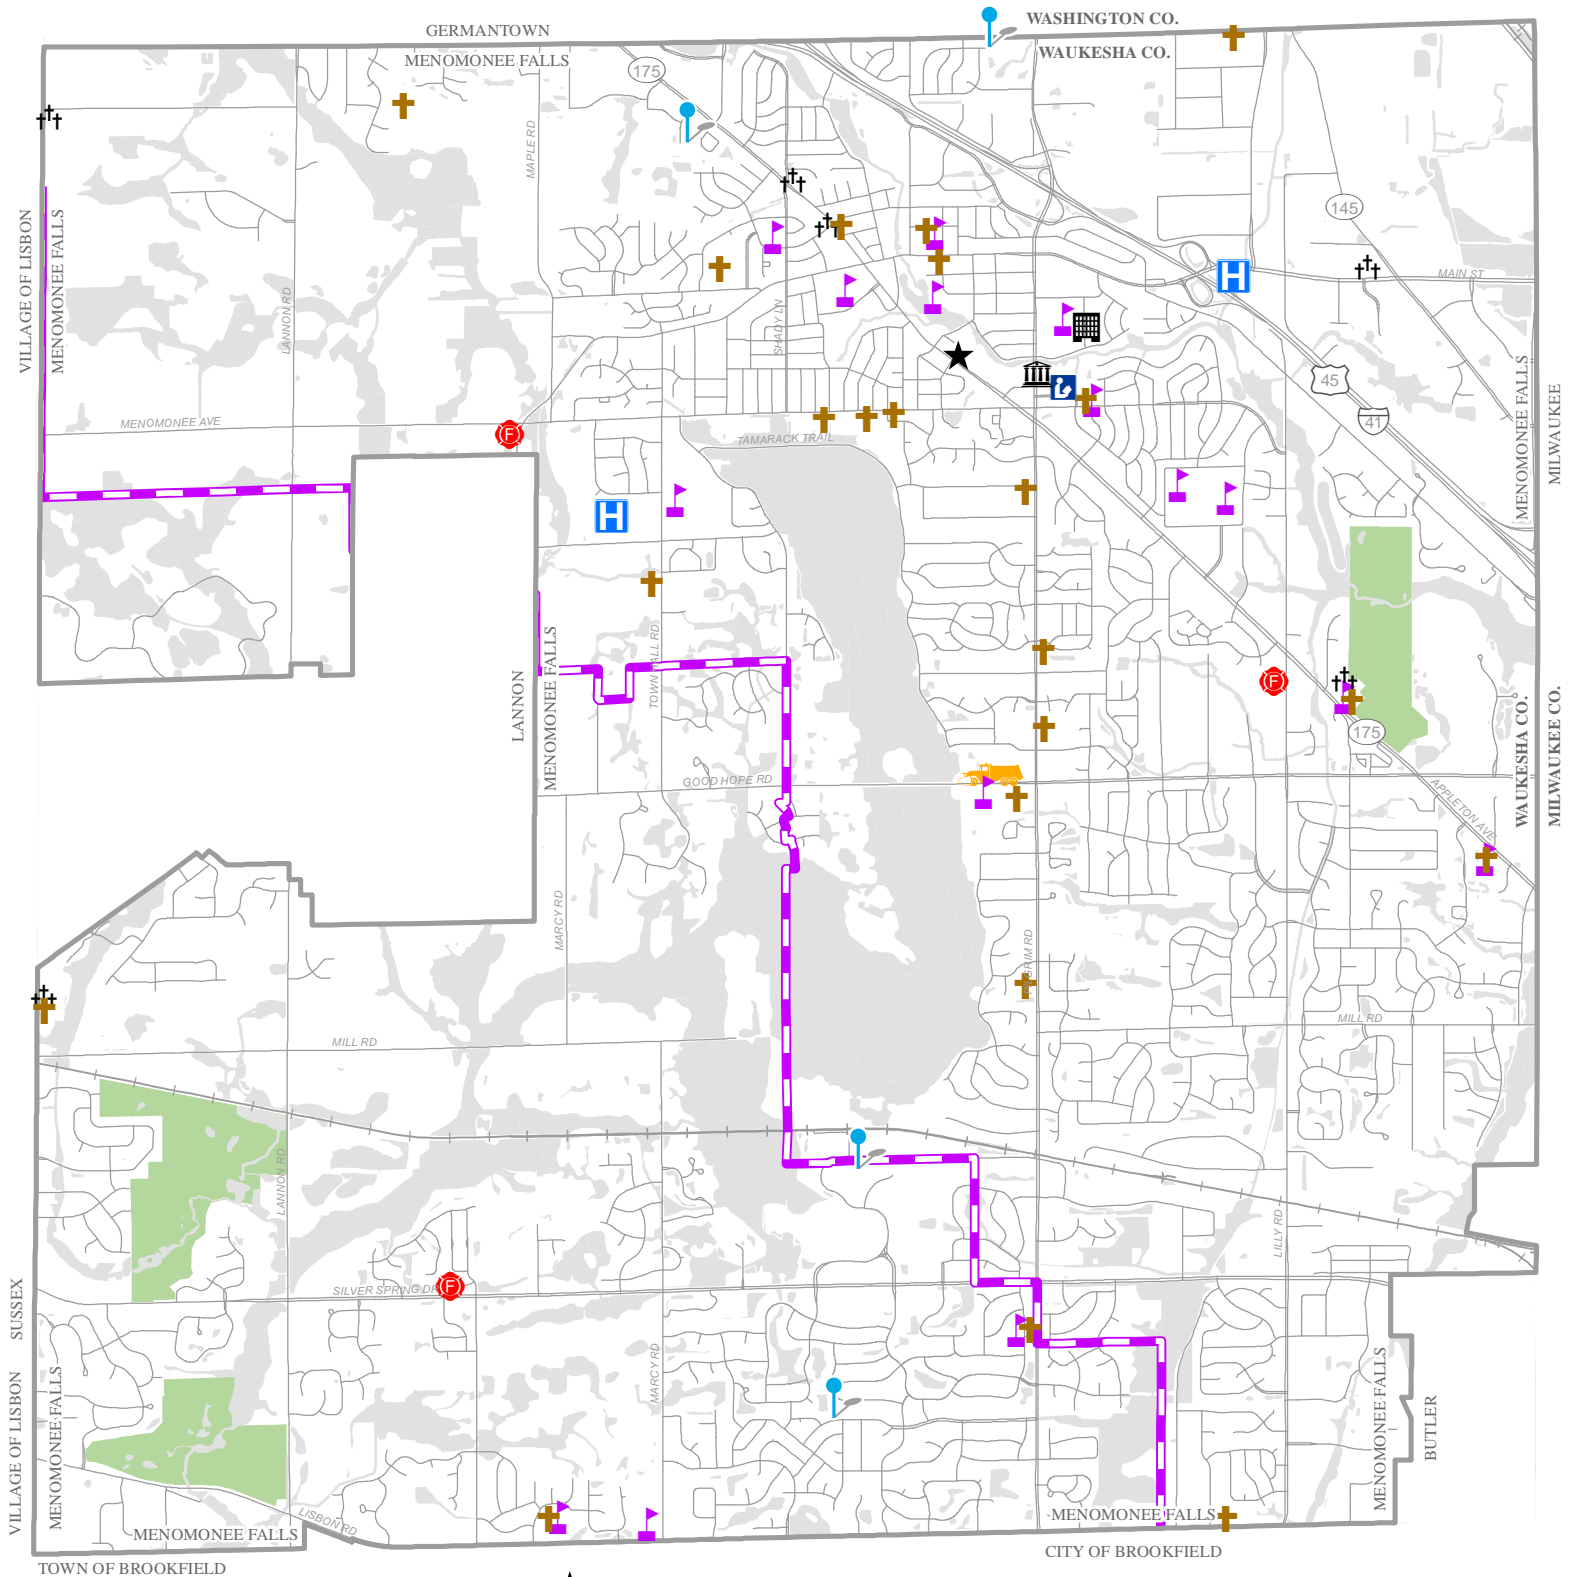 WASHINGTON CO.
GERMANTOWN
WAUKESHA CO.
MENOMONEE FALLS
175
MAPLE RD
145
VILLAGE OF LISBON
MENOMONEE FALLS
H
MAIN ST
LANNON RD
SHADY LN
45
MENOMONEE FALLS
MILWAUKEE
41
MENOMONEE AVE
F
TAMARACK TRAIL
H
TOWN HALL RD
LANNON
MENOMONEE FALLS
F
175
WAUKESHA CO.
MILWAUKEE CO.
GOOD HOPE RD
APPLETON AVE
MARCY RD
PILGRIM RD
MILL RD
MILL RD
LANNON RD
LILLY RD
SUSSEX
SILVER SPRING DR
F
VILLAGE OF LISBON
MENOMONEE FALLS
MARCY RD
MENOMONEE FALLS
BUTLER
LISBON RD
MENOMONEE FALLS
MENOMONEE FALLS
TOWN OF BROOKFIELD
CITY OF BROOKFIELD